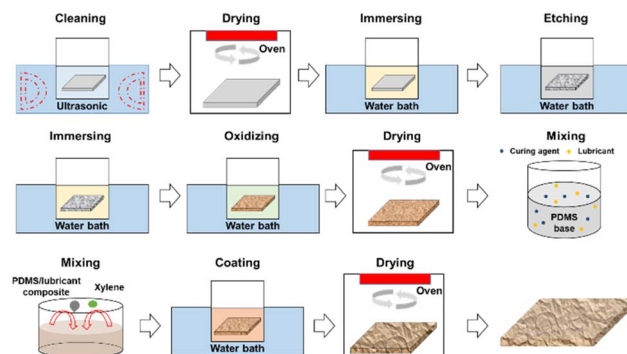 Cleaning
Drying
Immersing
Etching
Oven
Ultrasonic
Water bath
Water bath
Immersing
Oxidizing
Drying
Mixing
Curing agent
Lubricant
Oven
PDMS
base
Water bath
Water bath
Mixing
Coating
Drying
PDMS/lubricant
composite
Xylene
Oven
Water bath